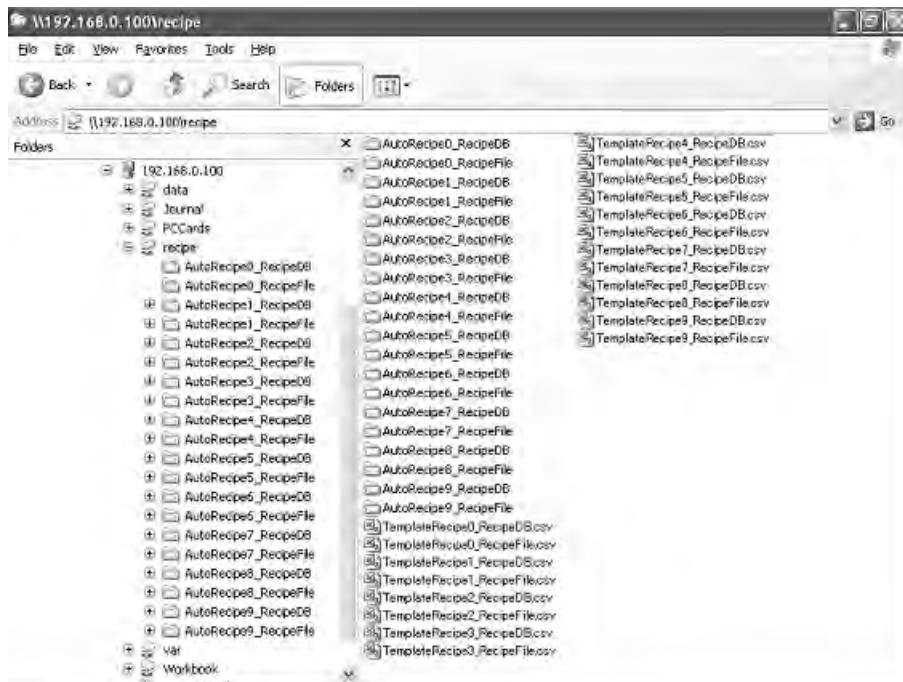 \\192.168.0.100\recipe
File Edit View Favorites Tools Help
Back Search Folders
Address \\192.168.0.100\recipe Go
Folders
192.168.0.100
data
Journal
PCCards
recipe
AutoRecipe0_RecipeDB
AutoRecipe0_RecipeFile
AutoRecipe1_RecipeDB
AutoRecipe1_RecipeFile
AutoRecipe2_RecipeDB
AutoRecipe2_RecipeFile
AutoRecipe3_RecipeDB
AutoRecipe3_RecipeFile
AutoRecipe4_RecipeDB
AutoRecipe4_RecipeFile
AutoRecipe5_RecipeDB
AutoRecipe5_RecipeFile
AutoRecipe6_RecipeDB
AutoRecipe6_RecipeFile
AutoRecipe7_RecipeDB
AutoRecipe7_RecipeFile
AutoRecipe8_RecipeDB
AutoRecipe8_RecipeFile
AutoRecipe9_RecipeDB
AutoRecipe9_RecipeFile
var
Workbook
AutoRecipe0_RecipeDB
AutoRecipe0_RecipeFile
AutoRecipe1_RecipeDB
AutoRecipe1_RecipeFile
AutoRecipe2_RecipeDB
AutoRecipe2_RecipeFile
AutoRecipe3_RecipeDB
AutoRecipe3_RecipeFile
AutoRecipe4_RecipeDB
AutoRecipe4_RecipeFile
AutoRecipe5_RecipeDB
AutoRecipe5_RecipeFile
AutoRecipe6_RecipeDB
AutoRecipe6_RecipeFile
AutoRecipe7_RecipeDB
AutoRecipe7_RecipeFile
AutoRecipe8_RecipeDB
AutoRecipe8_RecipeFile
AutoRecipe9_RecipeDB
AutoRecipe9_RecipeFile
TemplateRecipe0_RecipeDB.csv
TemplateRecipe0_RecipeFile.csv
TemplateRecipe1_RecipeDB.csv
TemplateRecipe1_RecipeFile.csv
TemplateRecipe2_RecipeDB.csv
TemplateRecipe2_RecipeFile.csv
TemplateRecipe3_RecipeDB.csv
TemplateRecipe3_RecipeFile.csv
TemplateRecipe4_RecipeDB.csv
TemplateRecipe4_RecipeFile.csv
TemplateRecipe5_RecipeDB.csv
TemplateRecipe5_RecipeFile.csv
TemplateRecipe6_RecipeDB.csv
TemplateRecipe6_RecipeFile.csv
TemplateRecipe7_RecipeDB.csv
TemplateRecipe7_RecipeFile.csv
TemplateRecipe8_RecipeDB.csv
TemplateRecipe8_RecipeFile.csv
TemplateRecipe9_RecipeDB.csv
TemplateRecipe9_RecipeFile.csv